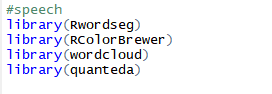 #speech
library(Rwordseg)
library(RColorBrewer)
library(wordcloud)
library(quanteda)